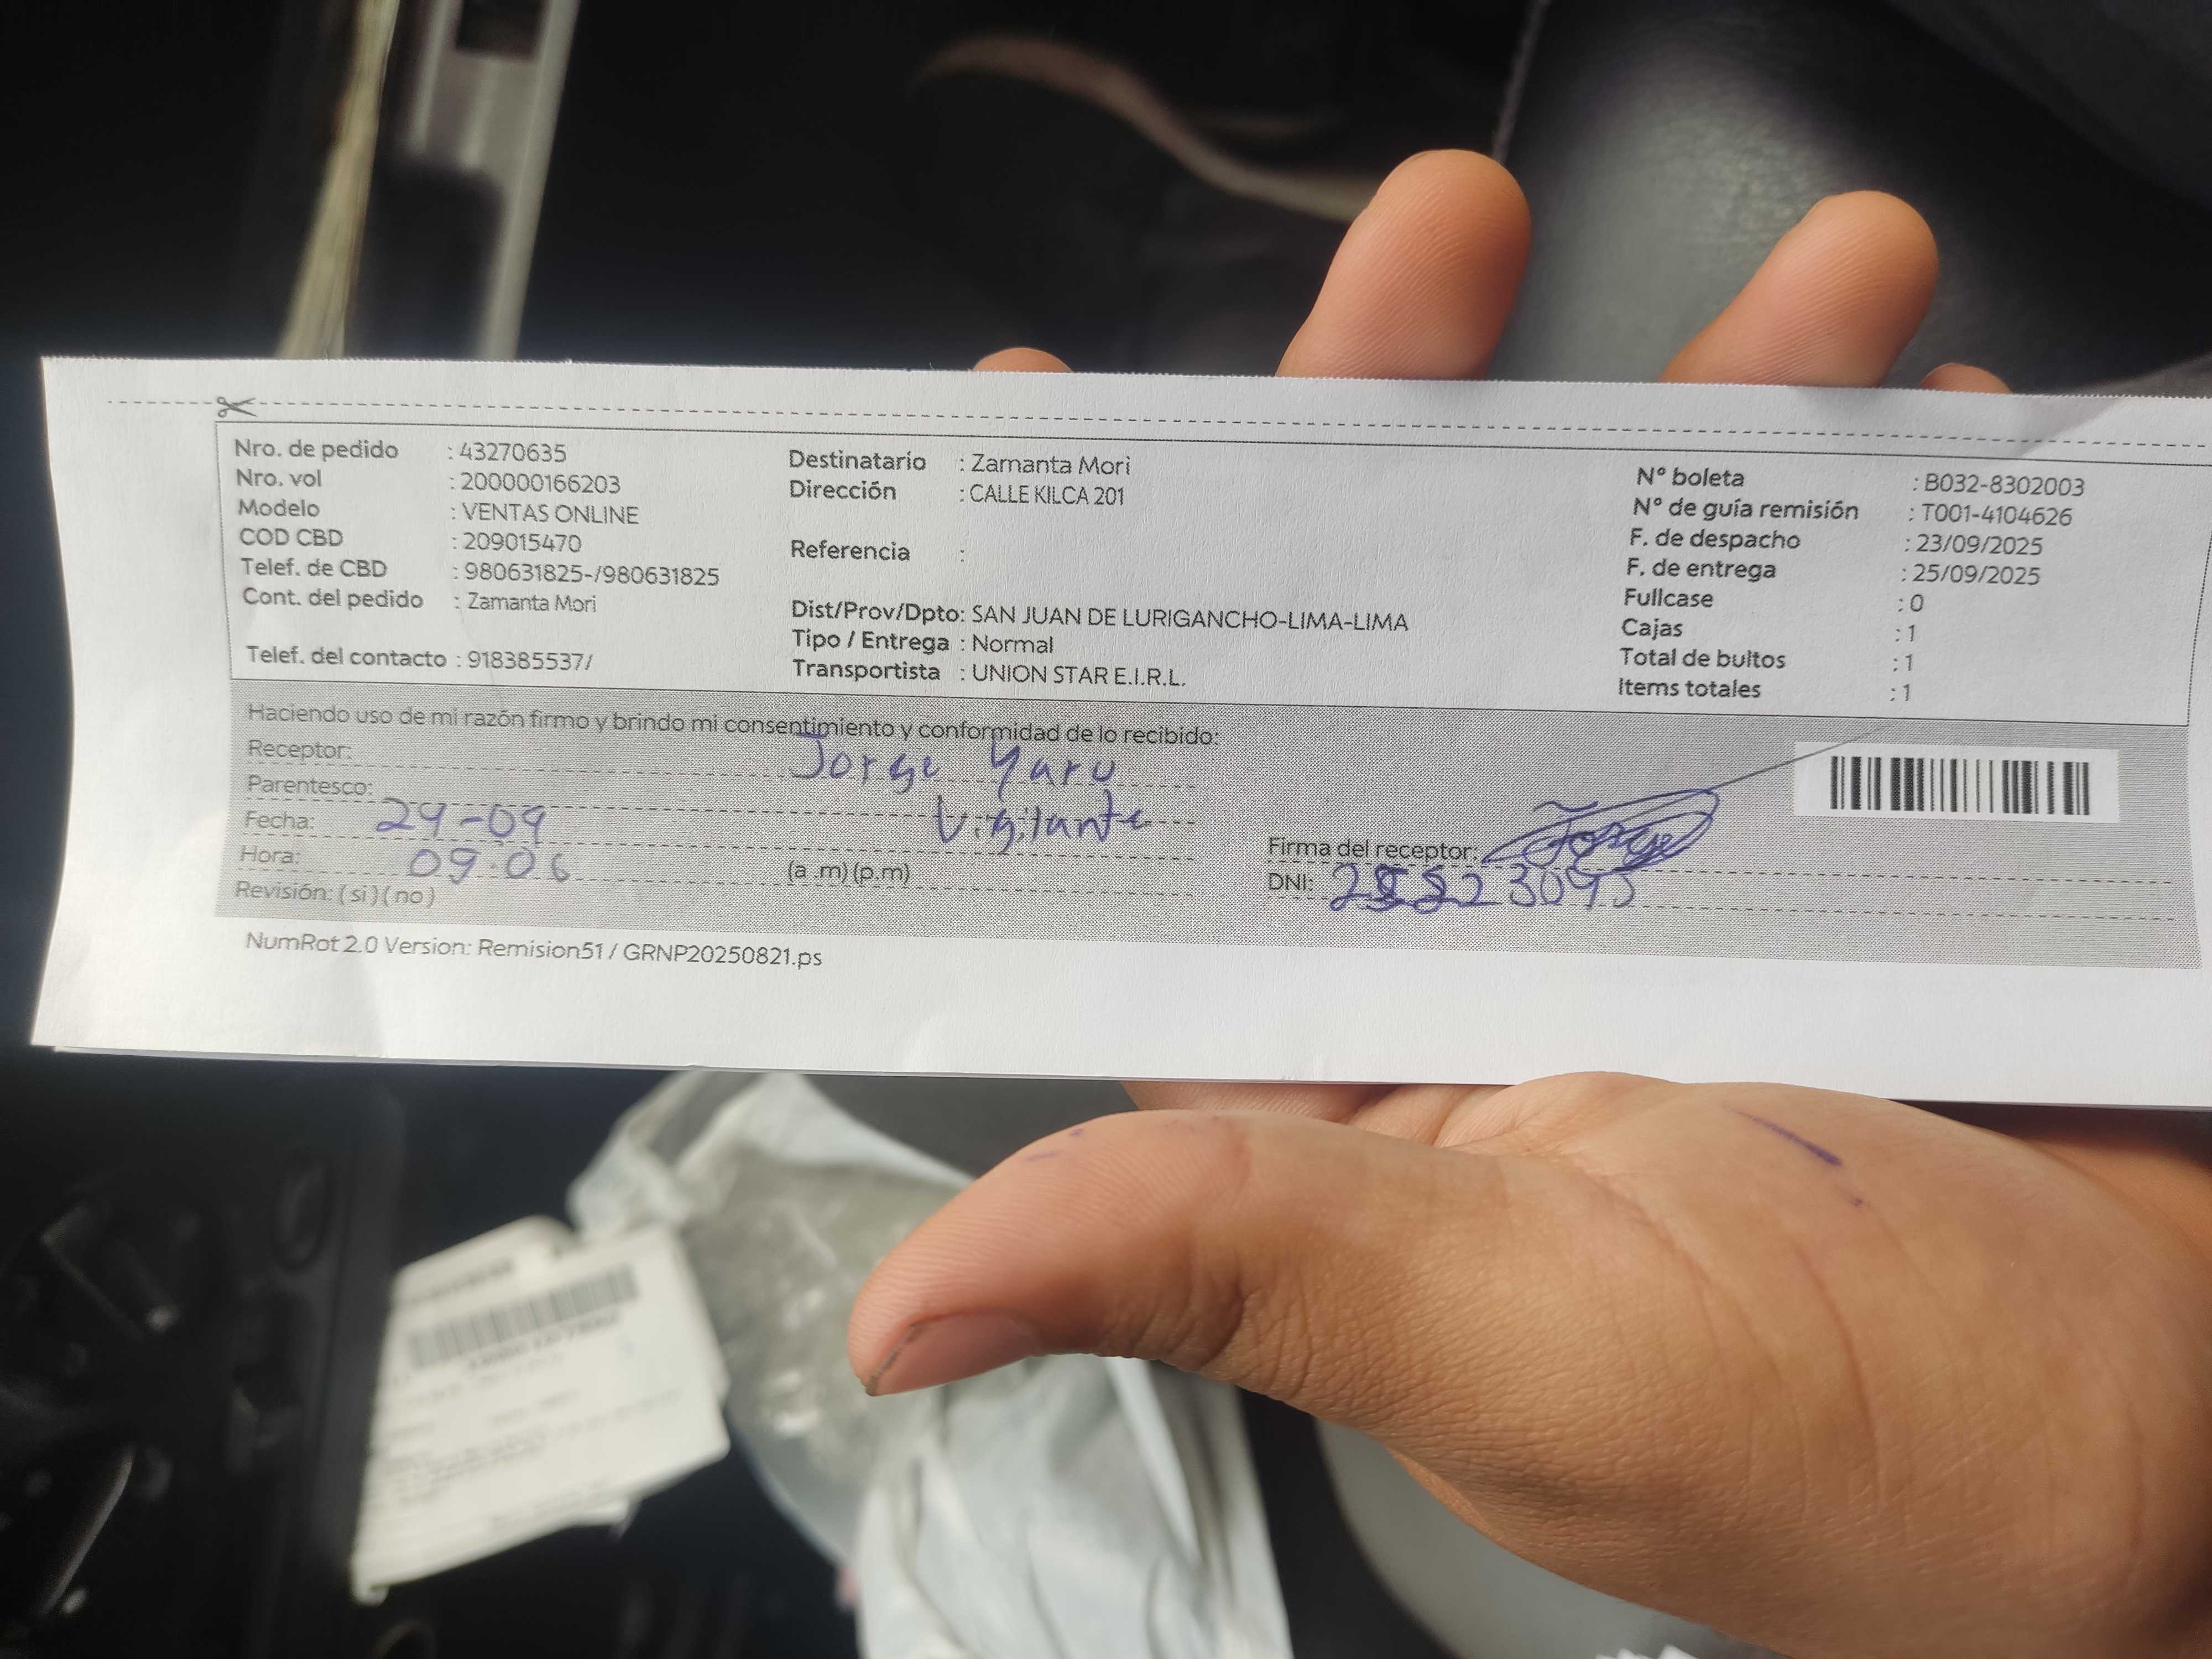 Nro. de pedido : 43270635
Nro. vol : 200000166203
Modelo : VENTAS ONLINE
COD CBD : 209015470
Telef. de CBD : 980631825-/980631825
Cont. del pedido : Zamanta Mori
Telef. del contacto : 918385537/
Destinatario : Zamanta Mori
Dirección : CALLE KILCA 201
Referencia :
Dist/Prov/Dpto: SAN JUAN DE LURIGANCHO-LIMA-LIMA
Tipo / Entrega : Normal
Transportista : UNION STAR E.I.R.L.
N° boleta : B032-8302003
N° de guía remisión : T001-4104626
F. de despacho : 23/09/2025
F. de entrega : 25/09/2025
Fullcase : 0
Cajas : 1
Total de bultos : 1
Items totales : 1
Haciendo uso de mi razón firmo y brindo mi consentimiento y conformidad de lo recibido:
Receptor: Jorge Yaru
Parentesco: Vigilante
Fecha: 24-09
Hora: 09:06 (a .m) (p.m)
Revisión: ( si ) ( no )
Firma del receptor: Jorge
DNI:
NumRot 2.0 Version: Remision51 / GRNP20250821.ps